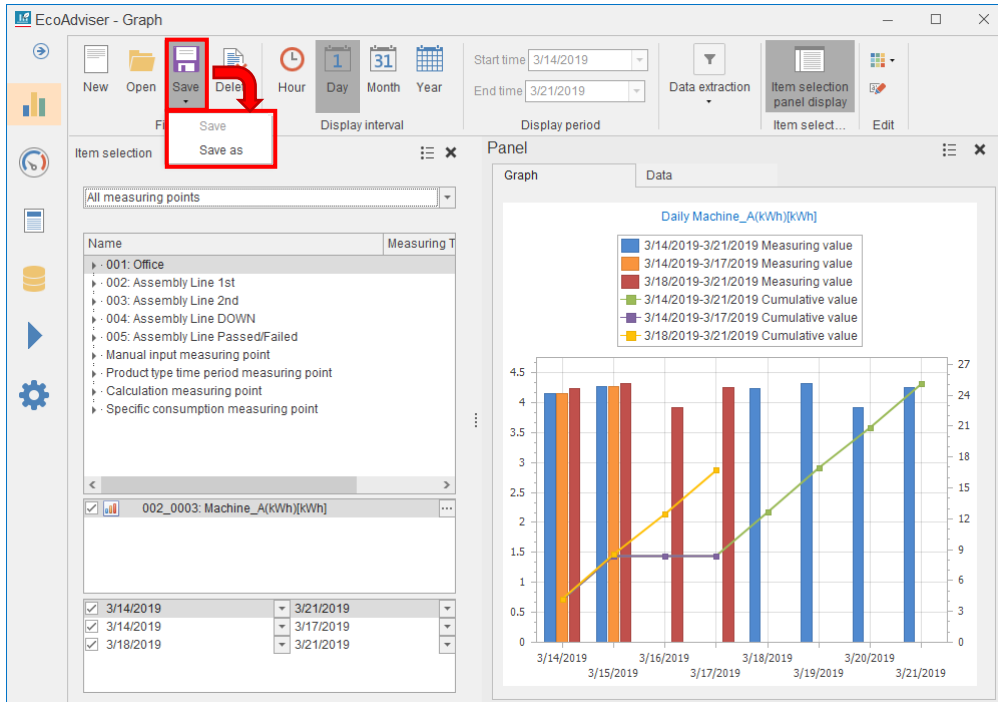 EcoAdviser - Graph
New
Open
Save
Delete
Hour
1
Day
31
Month
Year
Start time 3/14/2019
End time 3/21/2019
Data extraction
Item selection
panel display
Display interval
Display period
Item select...
Edit
Save
Save as
Item selection
All measuring points
Name
Measuring T
001: Office
002: Assembly Line 1st
003: Assembly Line 2nd
004: Assembly Line DOWN
005: Assembly Line Passed/Failed
Manual input measuring point
Product type time period measuring point
Calculation measuring point
Specific consumption measuring point
002_0003: Machine_A(kWh)[kWh]
3/14/2019 3/21/2019
3/14/2019 3/17/2019
3/18/2019 3/21/2019
Panel
Graph
Data
Daily Machine_A(kWh)[kWh]
3/14/2019-3/21/2019 Measuring value
3/14/2019-3/17/2019 Measuring value
3/18/2019-3/21/2019 Measuring value
3/14/2019-3/21/2019 Cumulative value
3/14/2019-3/17/2019 Cumulative value
3/18/2019-3/21/2019 Cumulative value
4.5
4
3.5
3
2.5
2
1.5
1
0.5
0
27
24
21
18
15
12
9
6
3
0
3/14/2019
3/15/2019
3/16/2019
3/17/2019
3/18/2019
3/19/2019
3/20/2019
3/21/2019